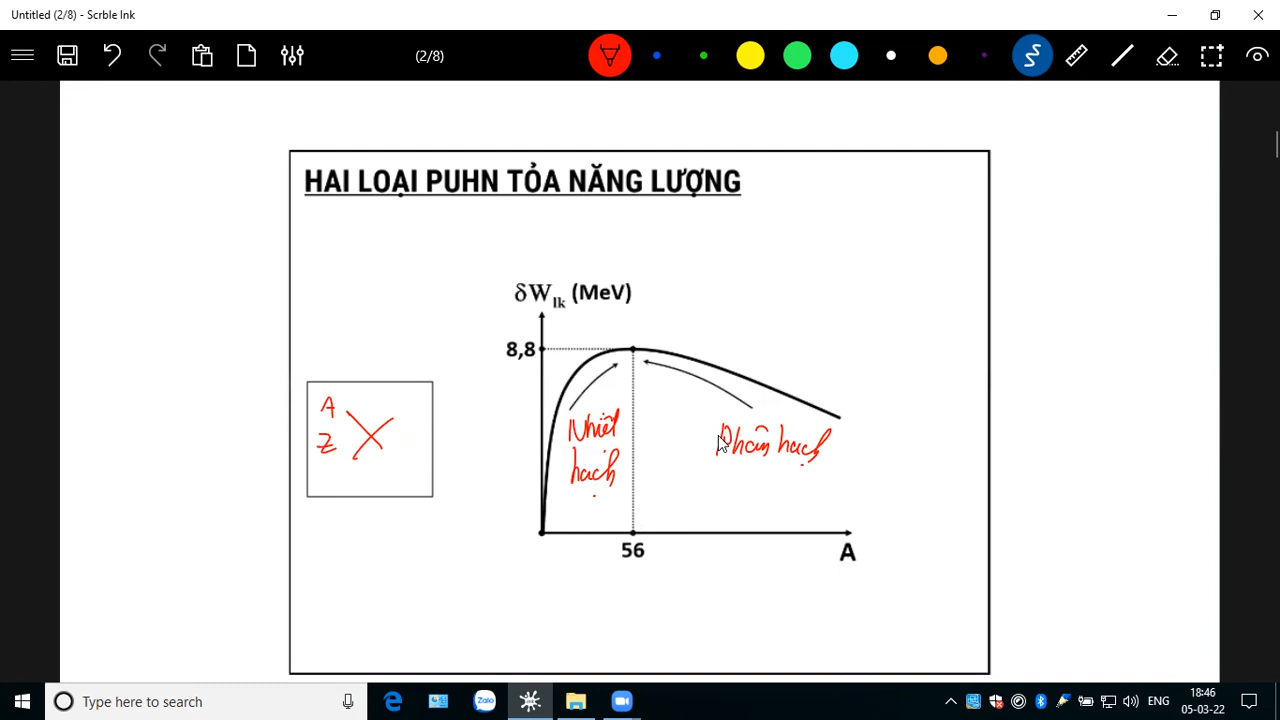 Untitled (2/8) - Scrble Ink
(2/8)
HAI LOẠI PUHN TỎA NĂNG LƯỢNG
δWlk (MeV)
8,8
A
Z X
Nhiệt
hạch
Phân hạch
56
A
Type here to search
Zalo
ENG
18:46
05-03-22